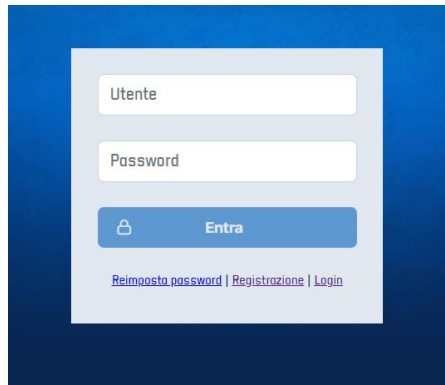 Utente
Password
Entra
Reimposta password | Registrazione | Login